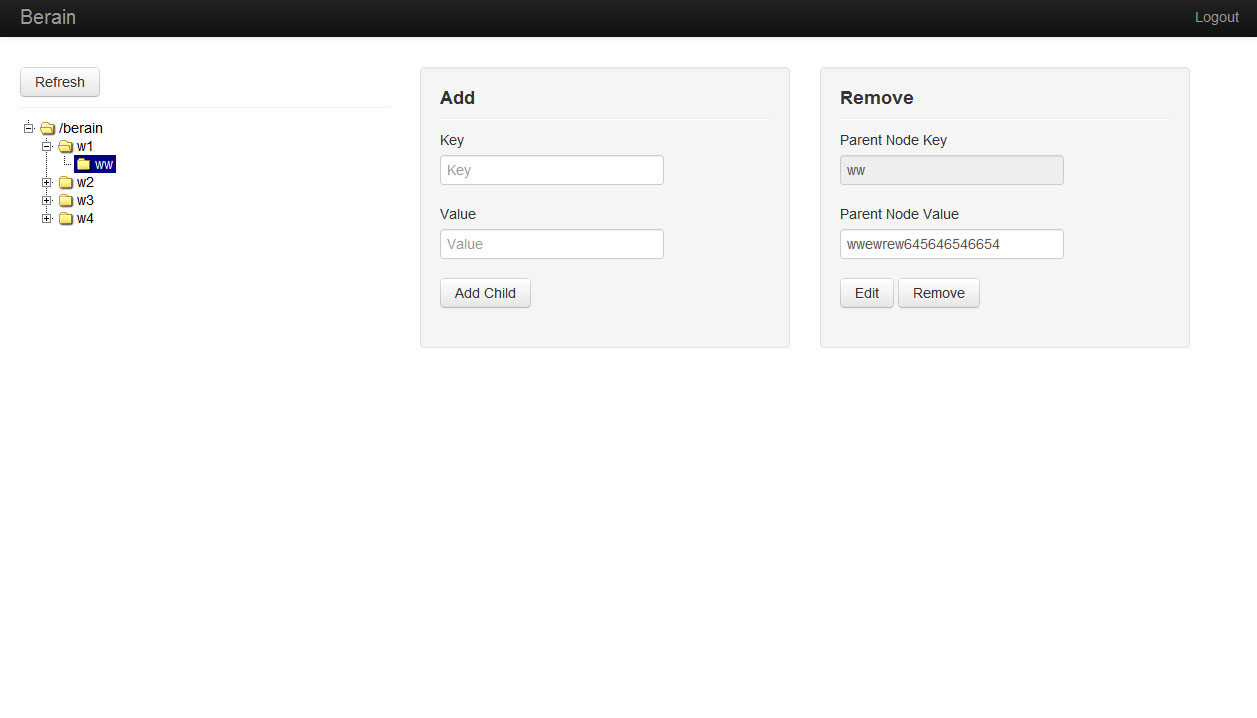 Berain
Logout
Refresh
/berain
w1
ww
w2
w3
w4
Add
Key
Key
Value
Value
Add Child
Remove
Parent Node Key
ww
Parent Node Value
wwewrew645646546654
Edit Remove